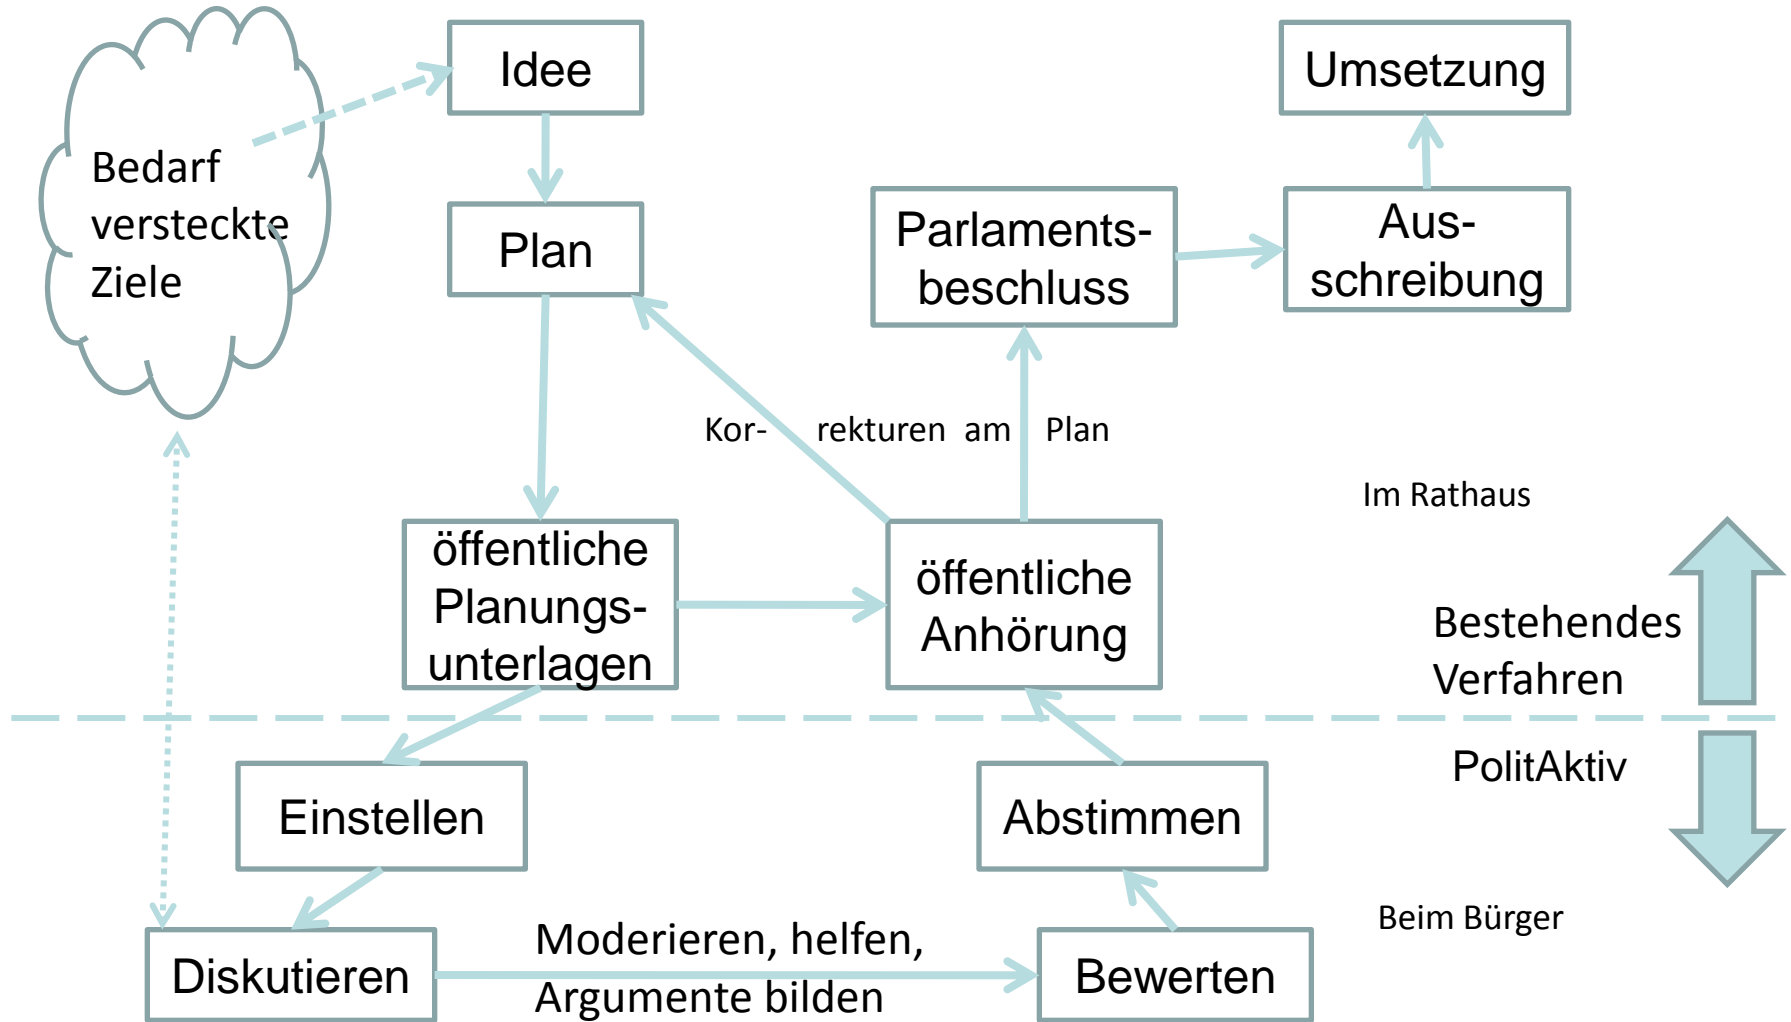 Idee
Umsetzung
Bedarf
versteckte
Ziele
Plan
Parlaments-
beschluss
Aus-
schreibung
Kor- rekturen am Plan
Im Rathaus
öffentliche
Planungs-
unterlagen
öffentliche
Anhörung
Bestehendes
Verfahren
PolitAktiv
Einstellen
Abstimmen
Beim Bürger
Diskutieren
Moderieren, helfen,
Argumente bilden
Bewerten